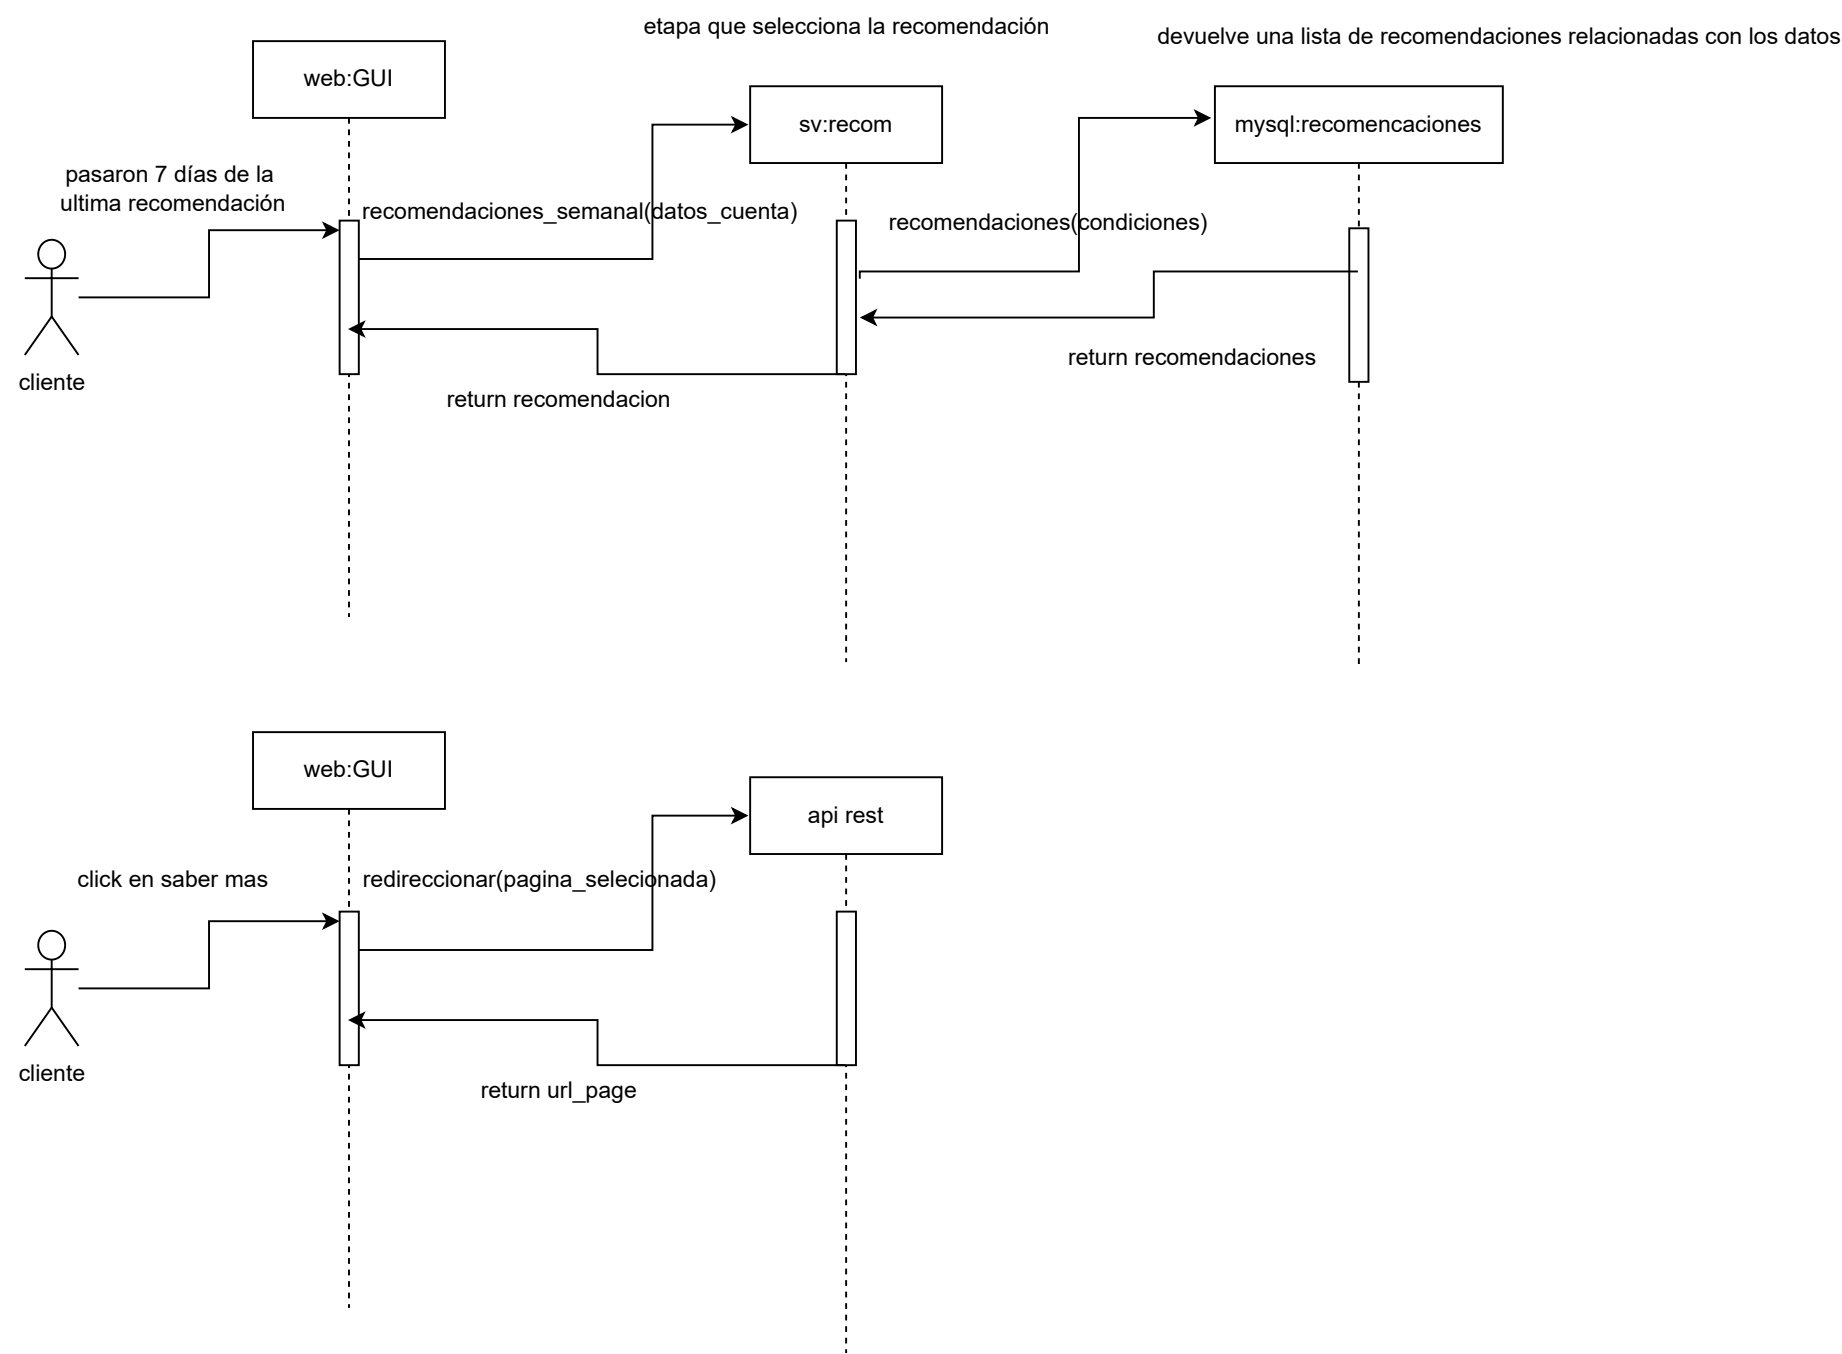 etapa que selecciona la recomendación
devuelve una lista de recomendaciones relacionadas con los datos
web:GUI
sv:recom
mysql:recomencaciones
pasaron 7 días de la
ultima recomendación
recomendaciones_semanal(datos_cuenta)
recomendaciones(condiciones)
return recomendaciones
cliente
return recomendacion
web:GUI
api rest
click en saber mas
redireccionar(pagina_selecionada)
cliente
return url_page